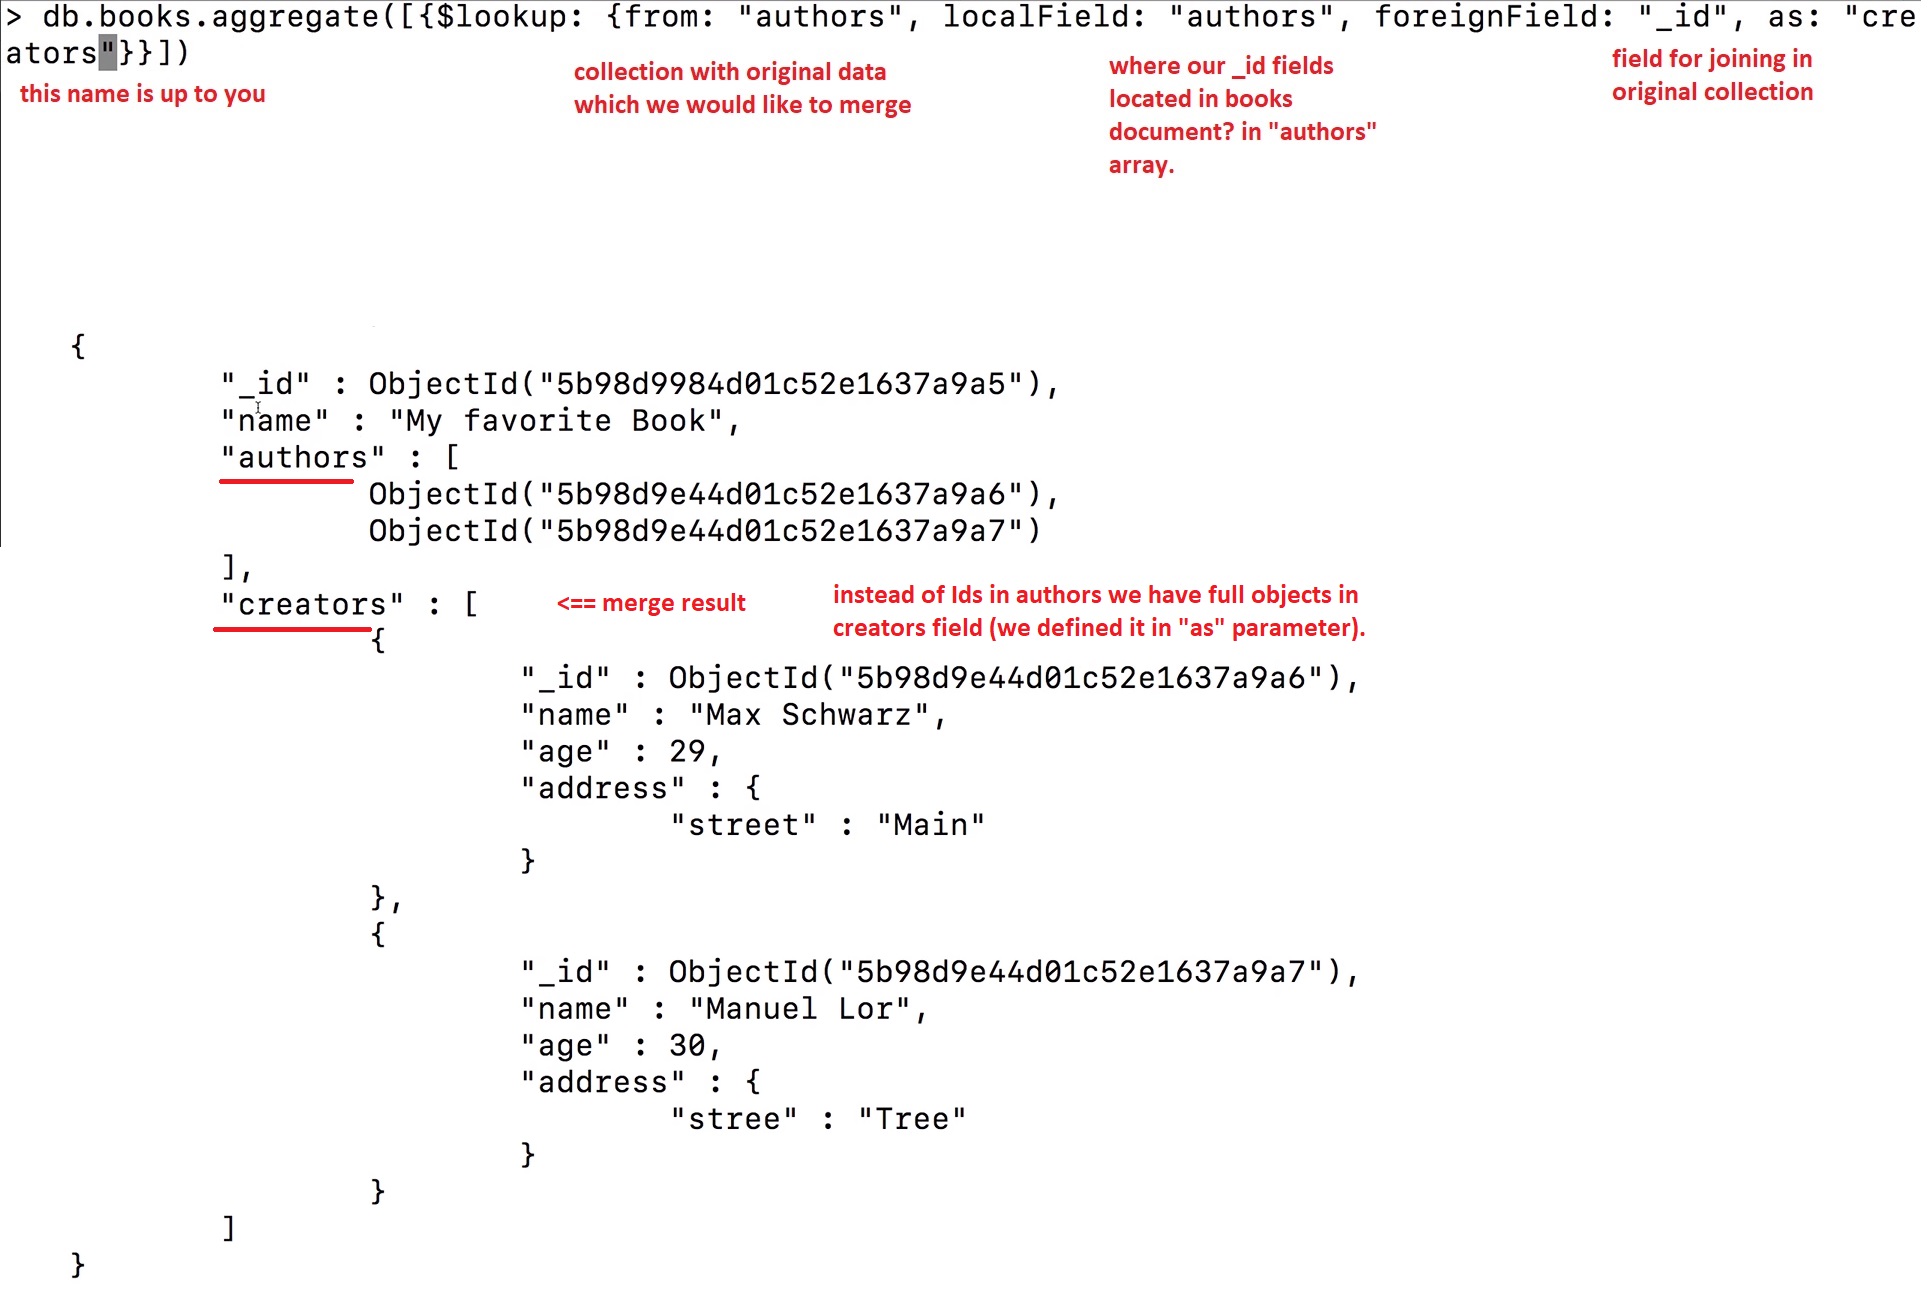 > db.books.aggregate([{$lookup: {from: "authors", localField: "authors", foreignField: "_id", as: "cre
ators"}}])
this name is up to you
collection with original data
which we would like to merge
where our _id fields
located in books
document? in "authors"
array.
field for joining in
original collection
{
"_id" : ObjectId("5b98d9984d01c52e1637a9a5"),
"name" : "My favorite Book",
"authors" : [
ObjectId("5b98d9e44d01c52e1637a9a6"),
ObjectId("5b98d9e44d01c52e1637a9a7")
],
"creators" : [ <== merge result
instead of Ids in authors we have full objects in
creators field (we defined it in "as" parameter).
{
"_id" : ObjectId("5b98d9e44d01c52e1637a9a6"),
"name" : "Max Schwarz",
"age" : 29,
"address" : {
"street" : "Main"
}
},
{
"_id" : ObjectId("5b98d9e44d01c52e1637a9a7"),
"name" : "Manuel Lor",
"age" : 30,
"address" : {
"stree" : "Tree"
}
}
]
}